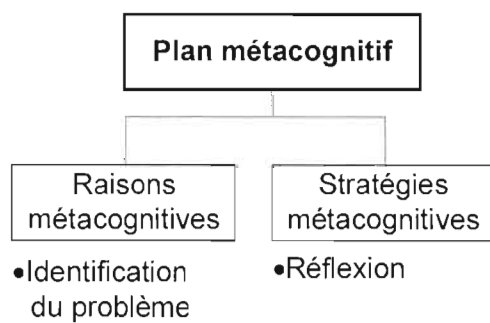 Plan métacognitif
Raisons
métacognitives
•Identification
du problème
Stratégies
métacognitives
•Réflexion